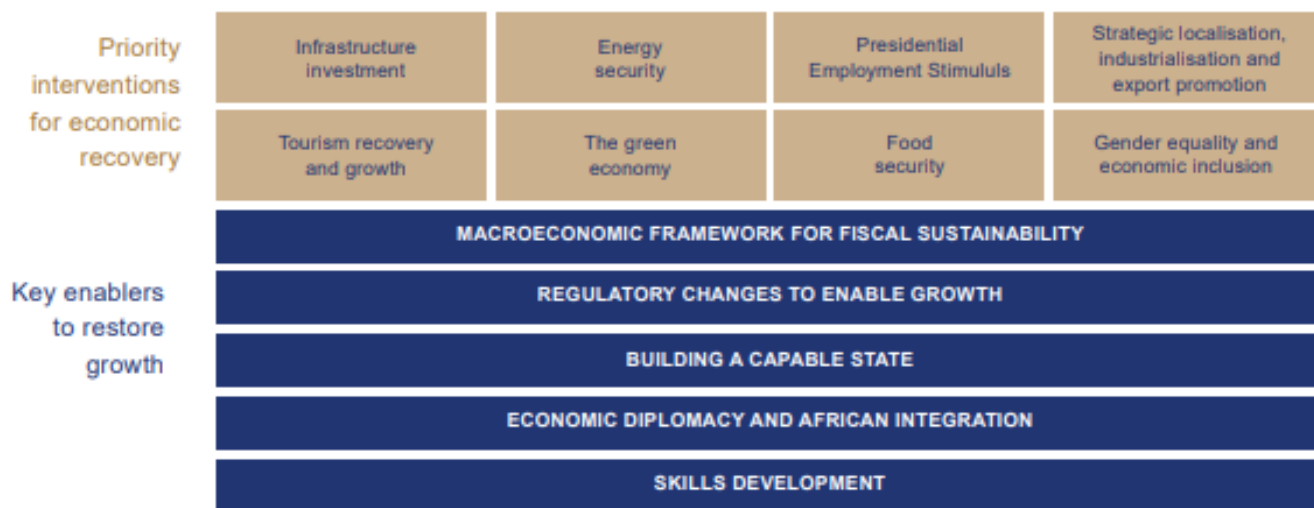 Priority
interventions
for economic
recovery
Infrastructure
investment
Energy
security
Presidential
Employment Stimululs
Strategic localisation,
industrialisation and
export promotion
Tourism recovery
and growth
The green
economy
Food
security
Gender equality and
economic inclusion
Key enablers
to restore
growth
MACROECONOMIC FRAMEWORK FOR FISCAL SUSTAINABILITY
REGULATORY CHANGES TO ENABLE GROWTH
BUILDING A CAPABLE STATE
ECONOMIC DIPLOMACY AND AFRICAN INTEGRATION
SKILLS DEVELOPMENT